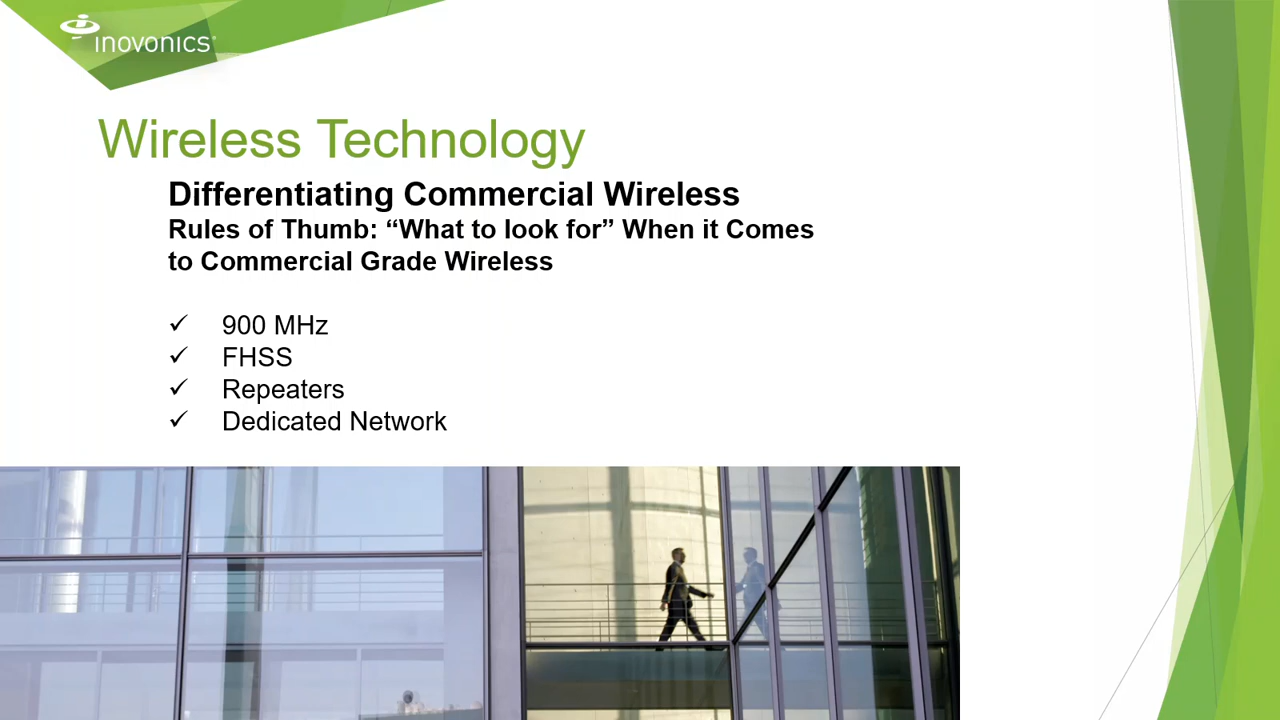 inovonics
Wireless Technology
Differentiating Commercial Wireless
Rules of Thumb: “What to look for” When it Comes
to Commercial Grade Wireless
✓ 900 MHz
✓ FHSS
✓ Repeaters
✓ Dedicated Network